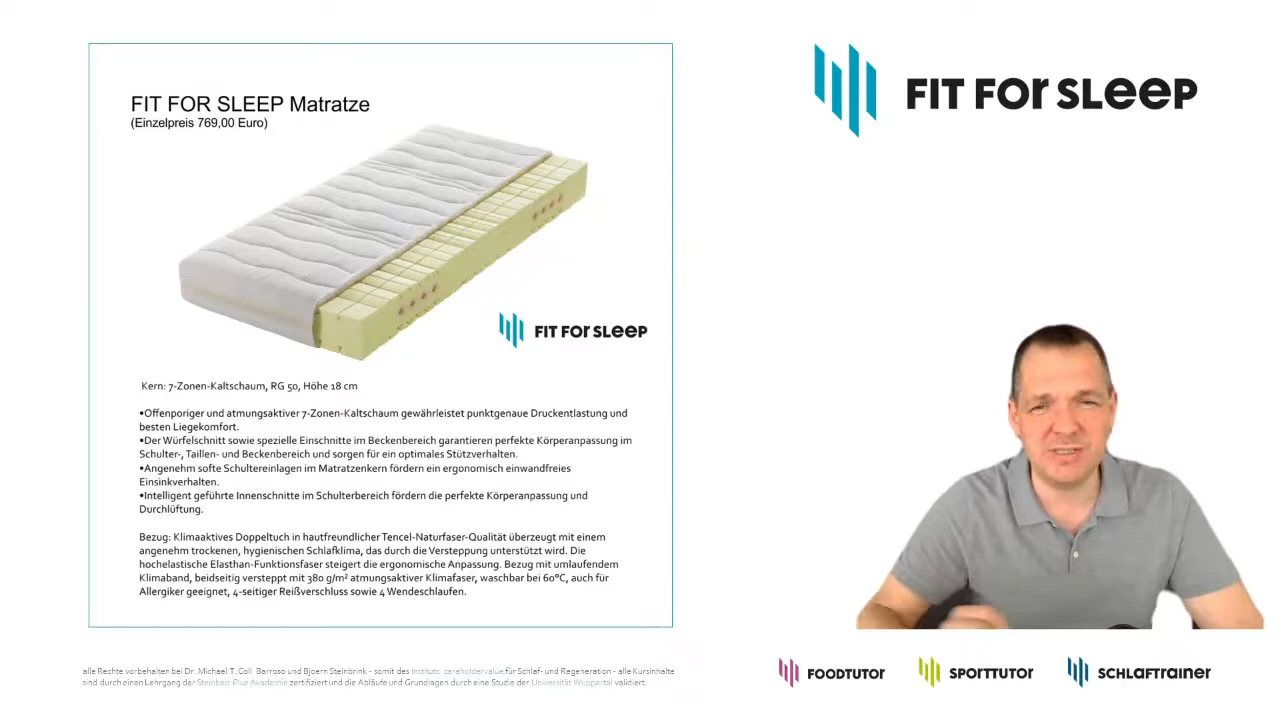 FIT FOR SLEEP Matratze
(Einzelpreis 769,00 Euro)
FIT FOR SLEEP
Kern: 7-Zonen-Kaltschaum, RG 50, Höhe 18 cm
•Offenporiger und atmungsaktiver 7-Zonen-Kaltschaum gewährleistet punktgenaue Druckentlastung und
besten Liegekomfort.
•Der Würfelschnitt sowie spezielle Einschnitte im Beckenbereich garantieren perfekte Körperanpassung im
Schulter-, Taillen- und Beckenbereich und sorgen für ein optimales Stützverhalten.
•Angenehm softe Schultereinlagen im Matratzenkern fördern ein ergonomisch einwandfreies
Einsinkverhalten.
•Intelligent geführte Innenschnitte im Schulterbereich fördern die perfekte Körperanpassung und
Durchlüftung.
Bezug: Klimaaktives Doppeltuch in hautfreundlicher Tencel-Naturfaser-Qualität überzeugt mit einem
angenehm trockenen, hygienischen Schlafklima, das durch die Versteppung unterstützt wird. Die
hochelastische Elasthan-Funktionsfaser steigert die ergonomische Anpassung. Bezug mit umlaufendem
Klimaband, beidseitig versteppt mit 380 g/m² atmungsaktiver Klimafaser, waschbar bei 60°C, auch für
Allergiker geeignet, 4-seitiger Reißverschluss sowie 4 Wendeschlaufen.
FIT FOR SLEEP
alle Rechte vorbehalten bei Dr. Michael T. Coll. Barroso und Bjoern Steinbrink - somit des Instituts careholdervalue für Schlaf- und Regeneration - alle Kursinhalte
sind durch einen Lehrgang der Steinbeis Plus Akademie zertifiziert und die Abläufe und Grundlagen durch eine Studie der Universität Wuppertal validiert.
FOODTUTOR
SPORTTUTOR
SCHLAFTRAINER